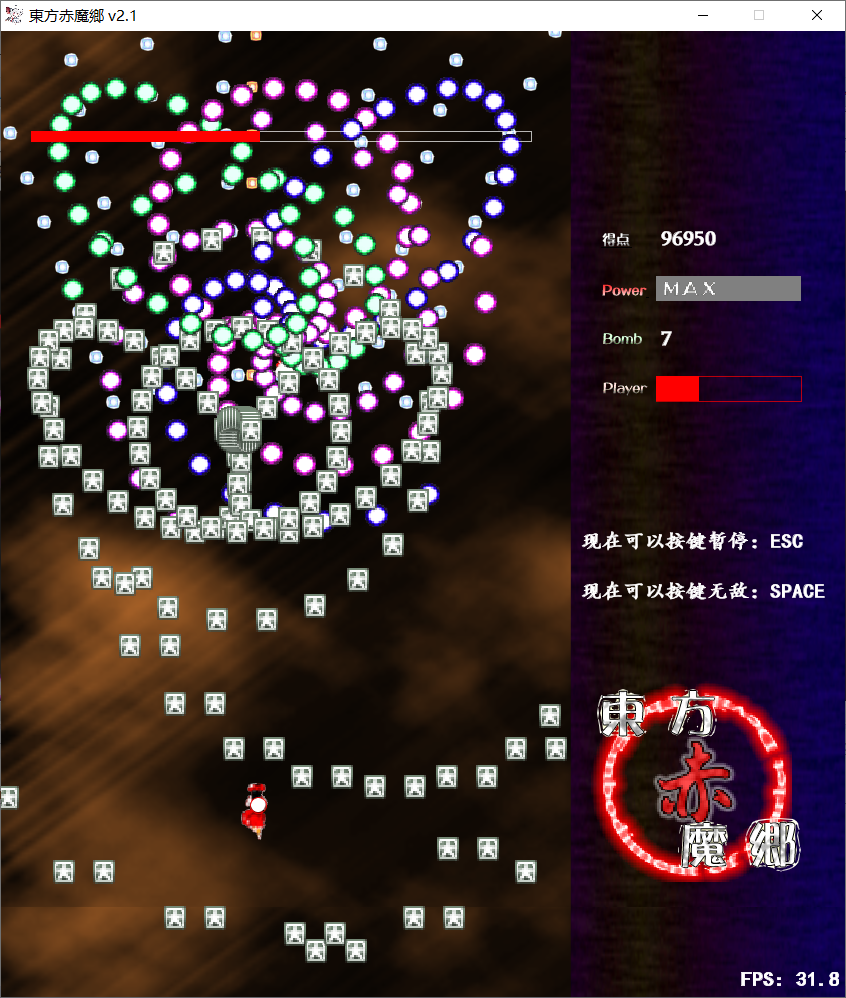 東方赤魔郷 v2.1
得点 96950
Power MAX
Bomb 7
Player
现在可以按键暂停：ESC
现在可以按键无敌：SPACE
東方
赤
魔郷
FPS: 31.8